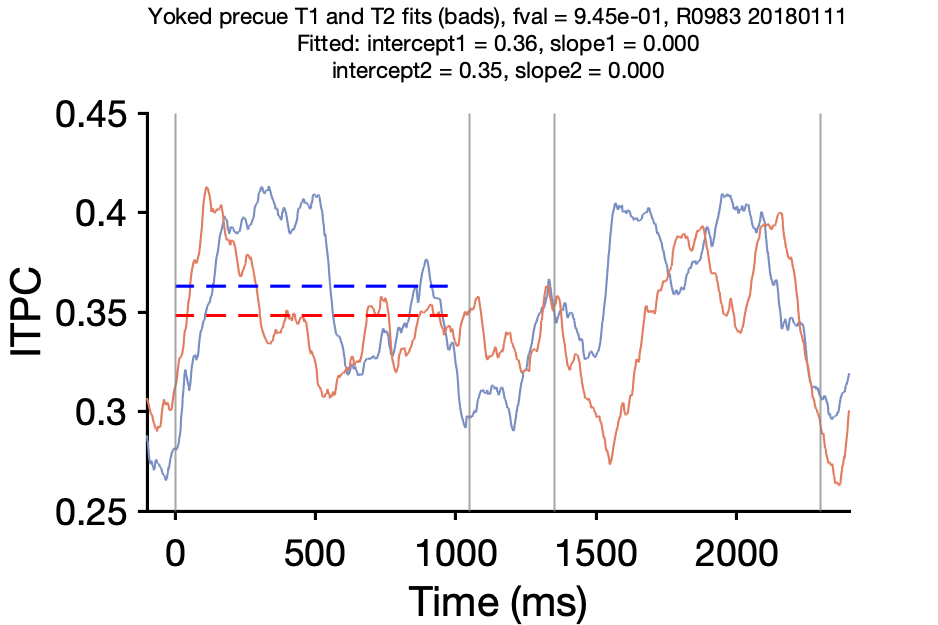 Yoked precue T1 and T2 fits (bads), fval = 9.45e-01, R0983 20180111
Fitted: intercept1 = 0.36, slope1 = 0.000
intercept2 = 0.35, slope2 = 0.000
0.45
0.4
0.35
0.3
0.25
ITPC
0 500 1000 1500 2000
Time (ms)